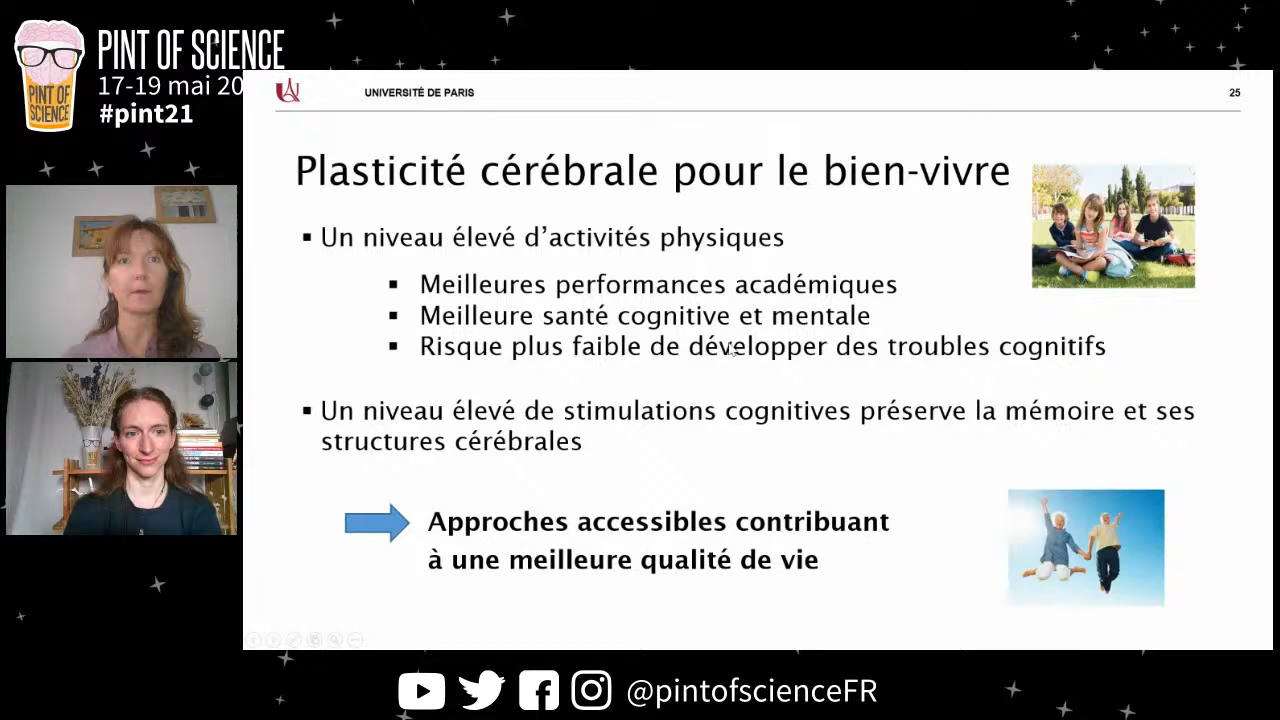 PINT OF SCIENCE
17-19 mai 20
#pint21
PINT OF
SCIENCE
UNIVERSITÉ DE PARIS
25
Plasticité cérébrale pour le bien-vivre
▪ Un niveau élevé d’activités physiques
▪ Meilleures performances académiques
▪ Meilleure santé cognitive et mentale
▪ Risque plus faible de développer des troubles cognitifs
▪ Un niveau élevé de stimulations cognitives préserve la mémoire et ses
structures cérébrales
Approches accessibles contribuant
à une meilleure qualité de vie
@pintofscienceFR